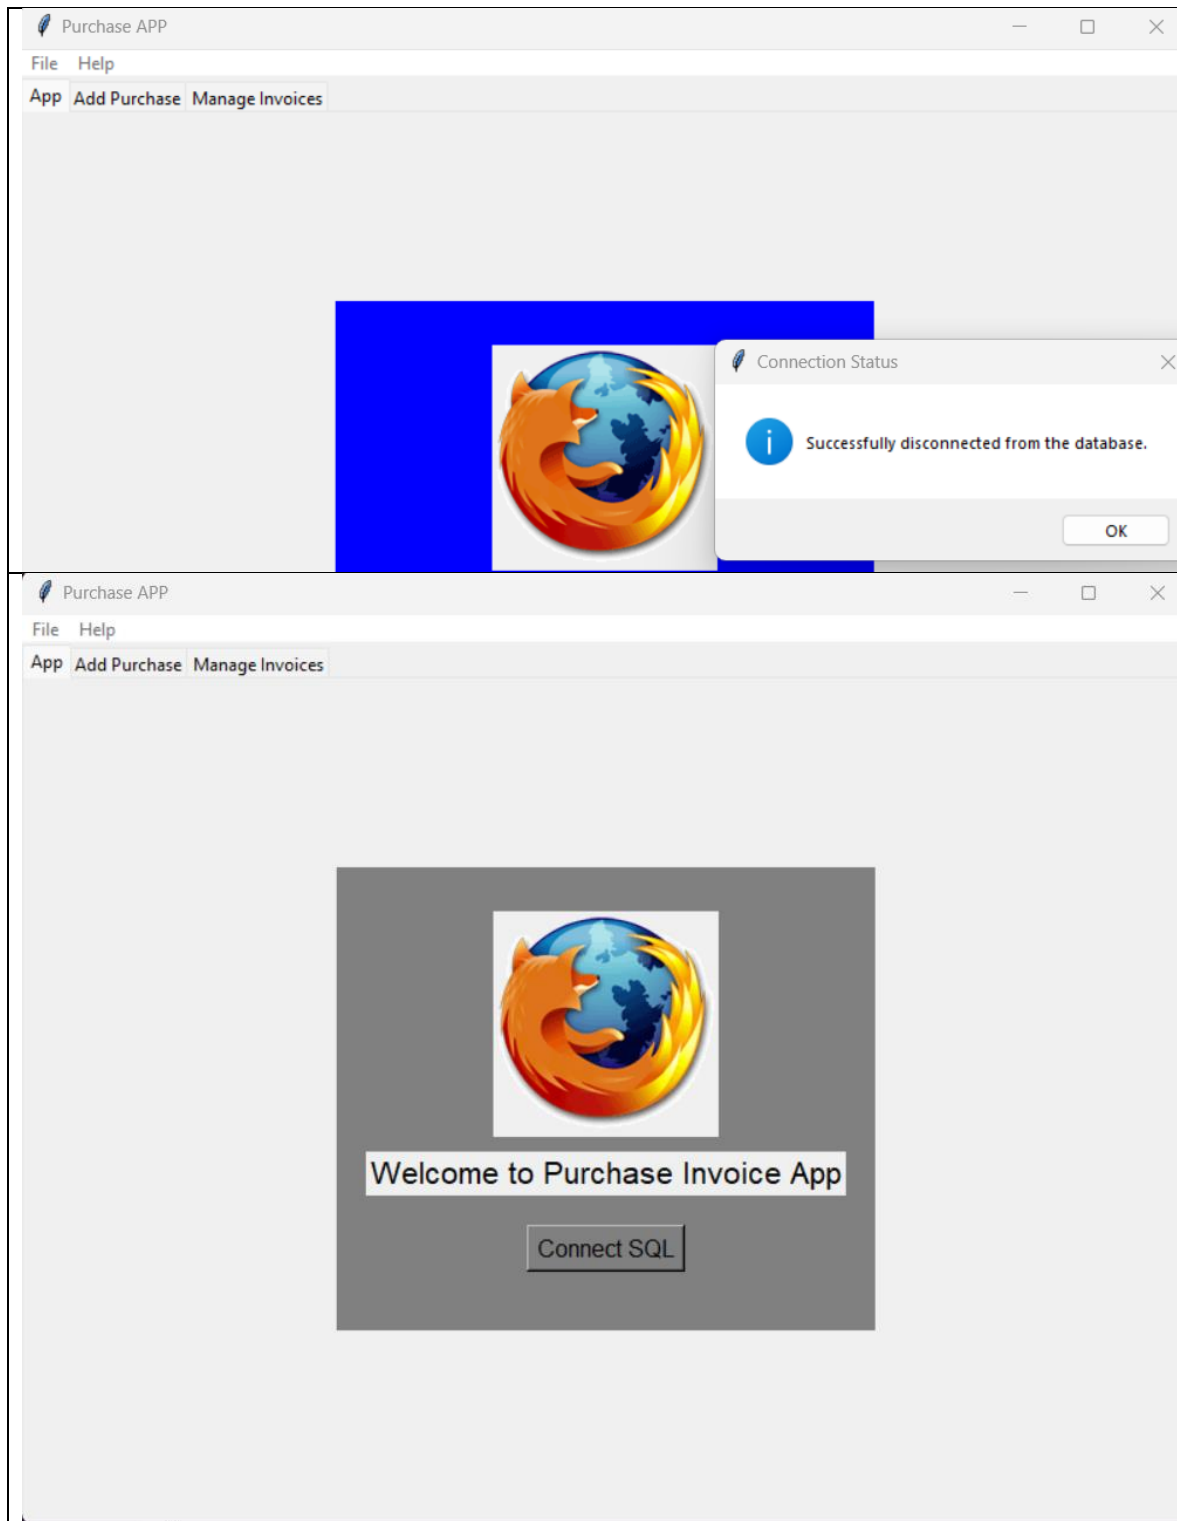 Purchase APP
File Help
App Add Purchase Manage Invoices
Connection Status
Successfully disconnected from the database.
OK
Purchase APP
File Help
App Add Purchase Manage Invoices
Welcome to Purchase Invoice App
Connect SQL